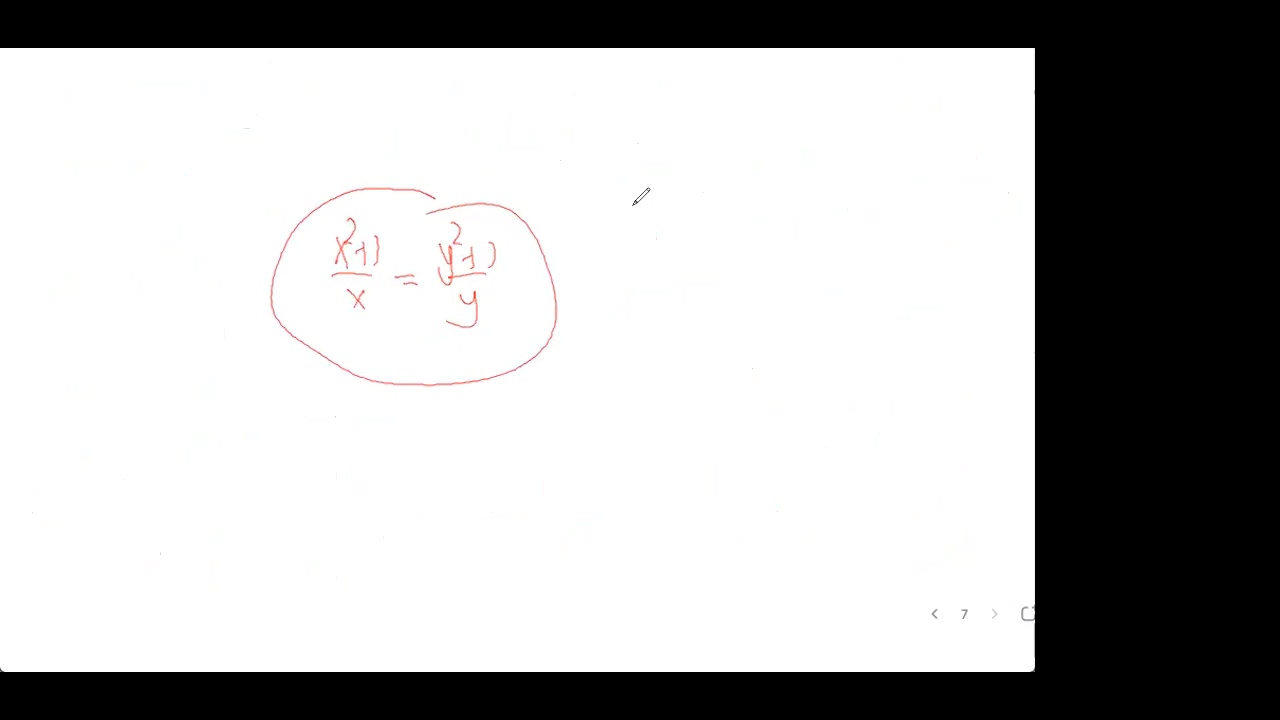 x²+1/x = y²+1/y
7